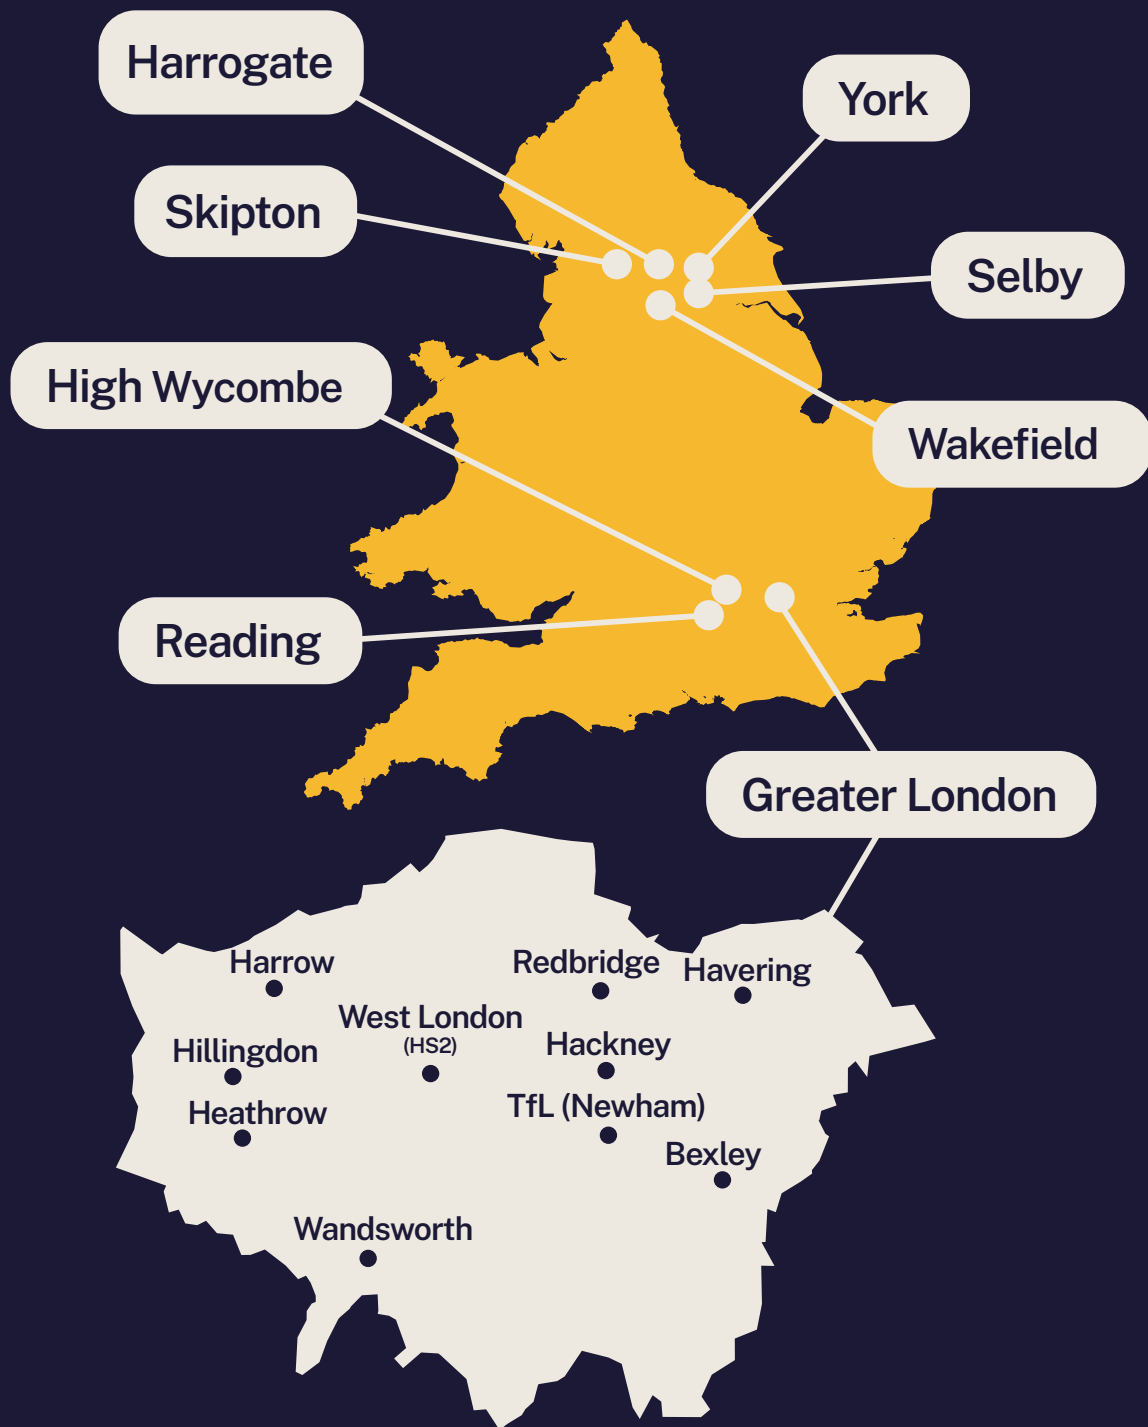 Harrogate
York
Skipton
Selby
High Wycombe
Wakefield
Reading
Greater London
Harrow
Redbridge
Havering
West London
(HS2)
Hillingdon
Hackney
Heathrow
TfL (Newham)
Bexley
Wandsworth